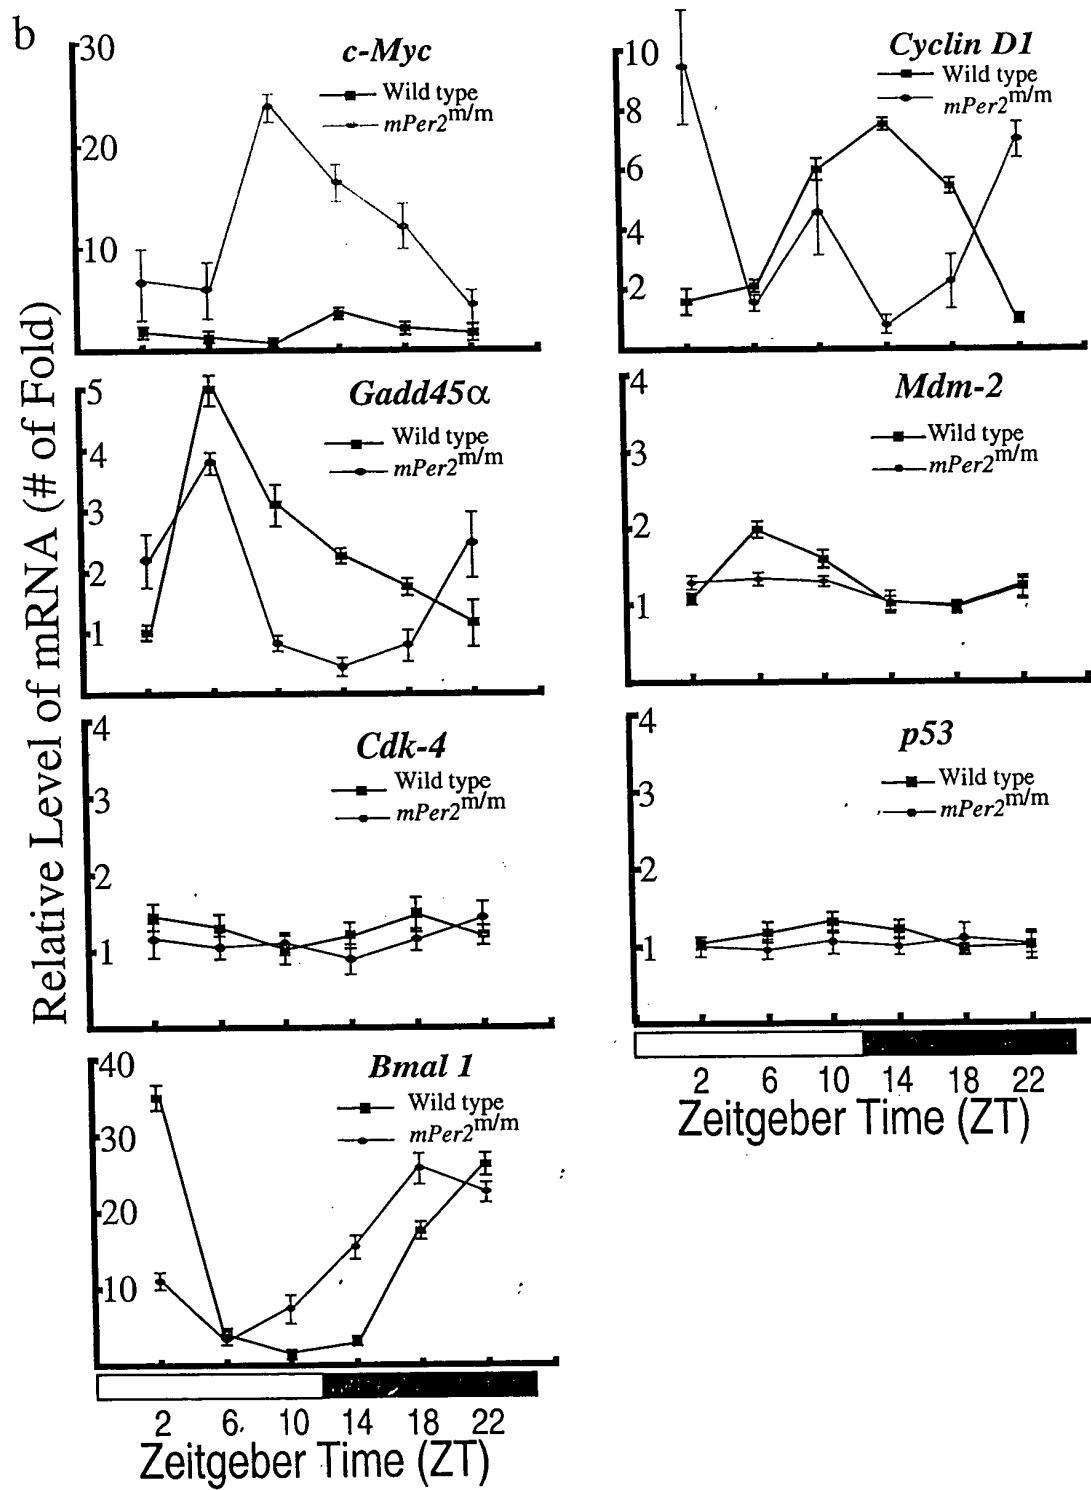 b
Relative Level of mRNA (# of Fold)
c-Myc
Wild type
mPer2m/m
30
20
10
Cyclin D1
Wild type
mPer2m/m
10
8
6
4
2
Gadd45α
Wild type
mPer2m/m
5
4
3
2
1
Mdm-2
Wild type
mPer2m/m
4
3
2
1
Cdk-4
Wild type
mPer2m/m
4
3
2
1
p53
Wild type
mPer2m/m
4
3
2
1
2 6 10 14 18 22
Zeitgeber Time (ZT)
Bmal 1
Wild type
mPer2m/m
40
30
20
10
2 6 10 14 18 22
Zeitgeber Time (ZT)